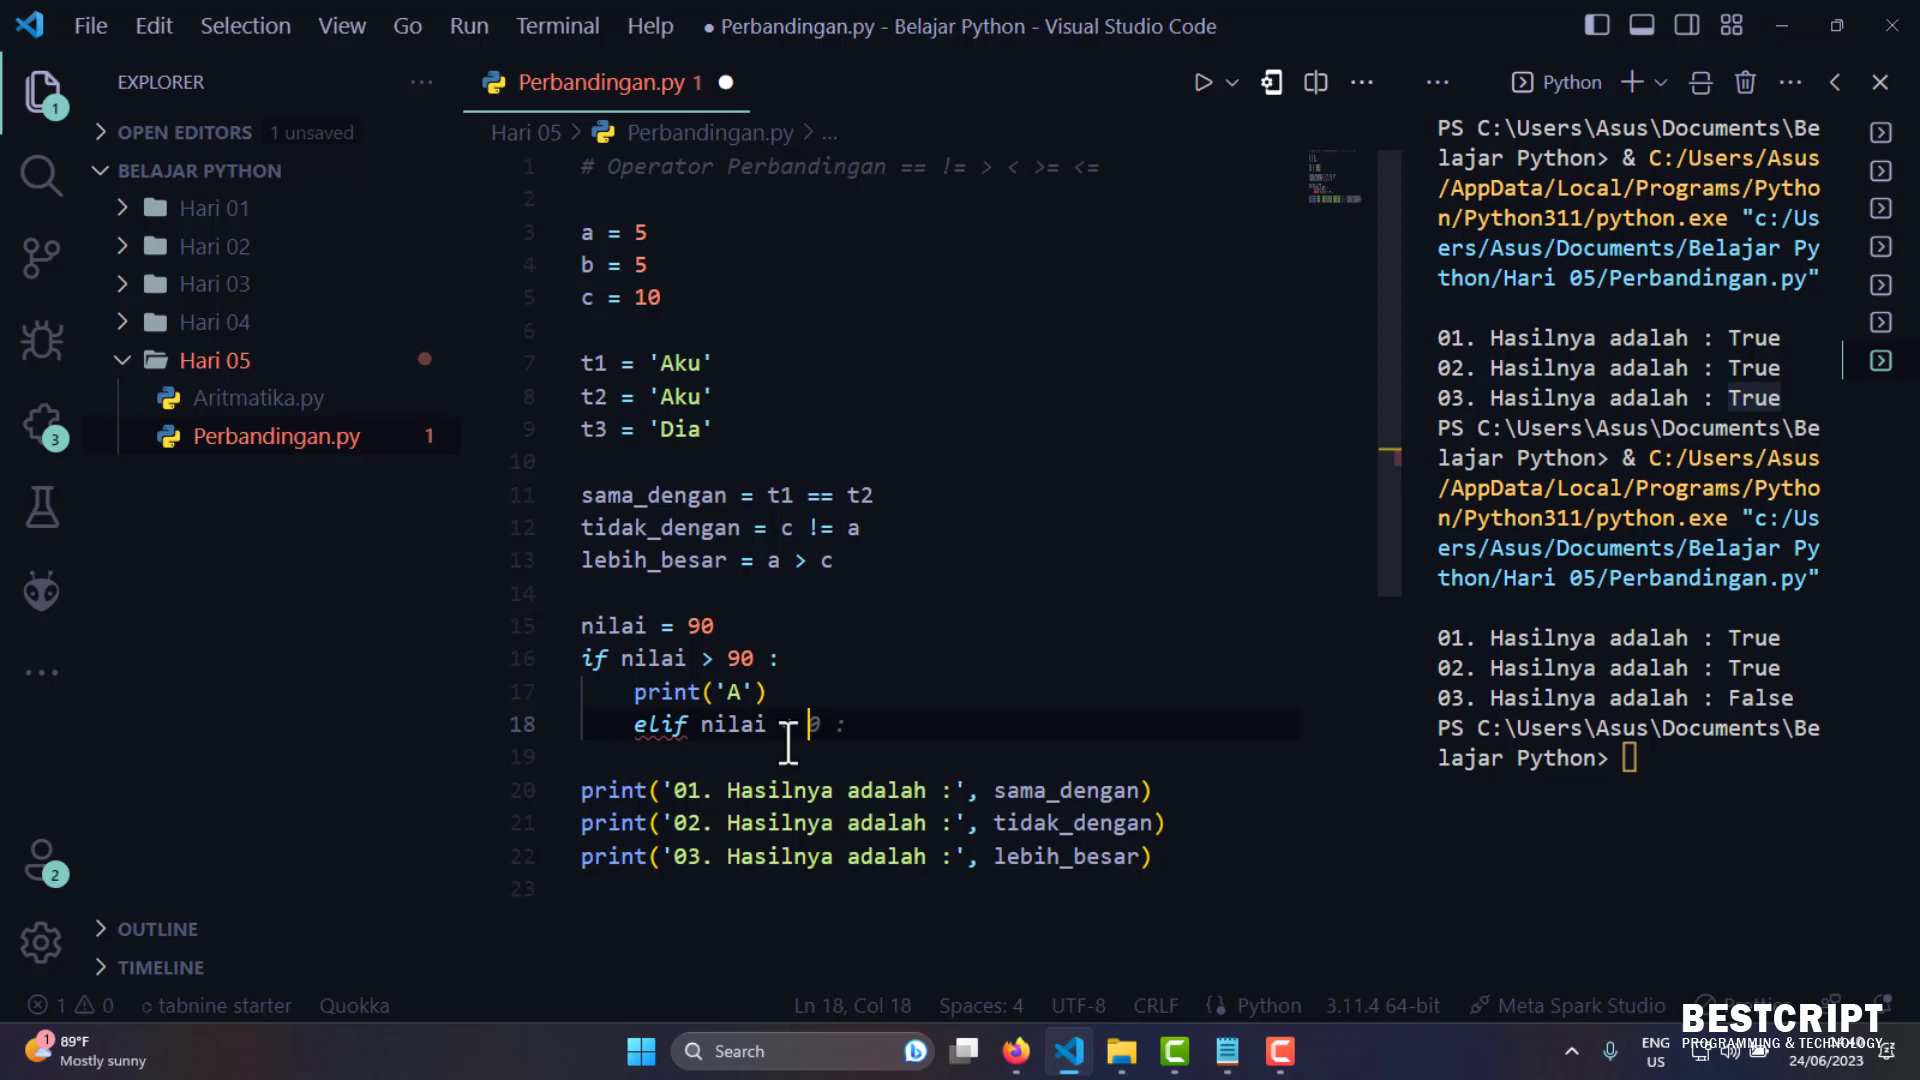 File Edit Selection View Go Run Terminal Help ● Perbandingan.py - Belajar Python - Visual Studio Code
EXPLORER
OPEN EDITORS 1 unsaved
BELAJAR PYTHON
Hari 01
Hari 02
Hari 03
Hari 04
Hari 05
Aritmatika.py
Perbandingan.py 1
OUTLINE
TIMELINE
1
3
2
Perbandingan.py 1
Hari 05 > Perbandingan.py > ...
1 # Operator Perbandingan == != > < >= <=
2
3 a = 5
4 b = 5
5 c = 10
6
7 t1 = 'Aku'
8 t2 = 'Aku'
9 t3 = 'Dia'
10
11 sama_dengan = t1 == t2
12 tidak_dengan = c != a
13 lebih_besar = a > c
14
15 nilai = 90
16 if nilai > 90 :
17 print('A')
18 elif nilai 0 :
19
20 print('01. Hasilnya adalah :', sama_dengan)
21 print('02. Hasilnya adalah :', tidak_dengan)
22 print('03. Hasilnya adalah :', lebih_besar)
23
Python
PS C:\Users\Asus\Documents\Be
lajar Python> & C:/Users/Asus
/AppData/Local/Programs/Pytho
n/Python311/python.exe "c:/Us
ers/Asus/Documents/Belajar Py
thon/Hari 05/Perbandingan.py"
01. Hasilnya adalah : True
02. Hasilnya adalah : True
03. Hasilnya adalah : True
PS C:\Users\Asus\Documents\Be
lajar Python> & C:/Users/Asus
/AppData/Local/Programs/Pytho
n/Python311/python.exe "c:/Us
ers/Asus/Documents/Belajar Py
thon/Hari 05/Perbandingan.py"
01. Hasilnya adalah : True
02. Hasilnya adalah : True
03. Hasilnya adalah : False
PS C:\Users\Asus\Documents\Be
lajar Python>
1 0 tabnine starter Quokka Ln 18, Col 18 Spaces: 4 UTF-8 CRLF Python 3.11.4 64-bit Meta Spark Studio
BESTCRIPT
PROGRAMMING & TECHNOLOGY
1 89°F
Mostly sunny
Search
ENG
US
24/06/2023